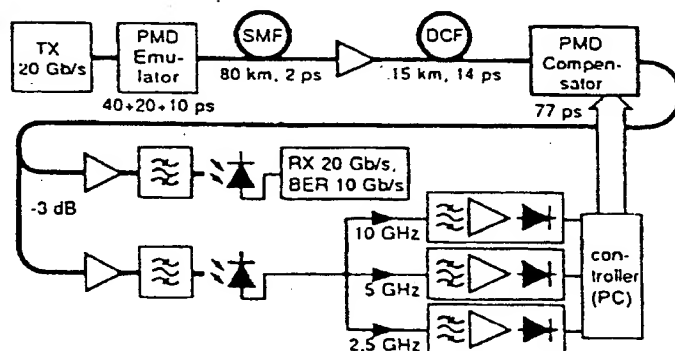 TX
20 Gb/s
PMD
Emu-
lator
SMF
DCF
PMD
Compen-
sator
80 km, 2 ps
15 km, 14 ps
40+20+10 ps
77 ps
RX 20 Gb/s,
BER 10 Gb/s
-3 dB
10 GHz
5 GHz
2,5 GHz
con-
troller
(PC)